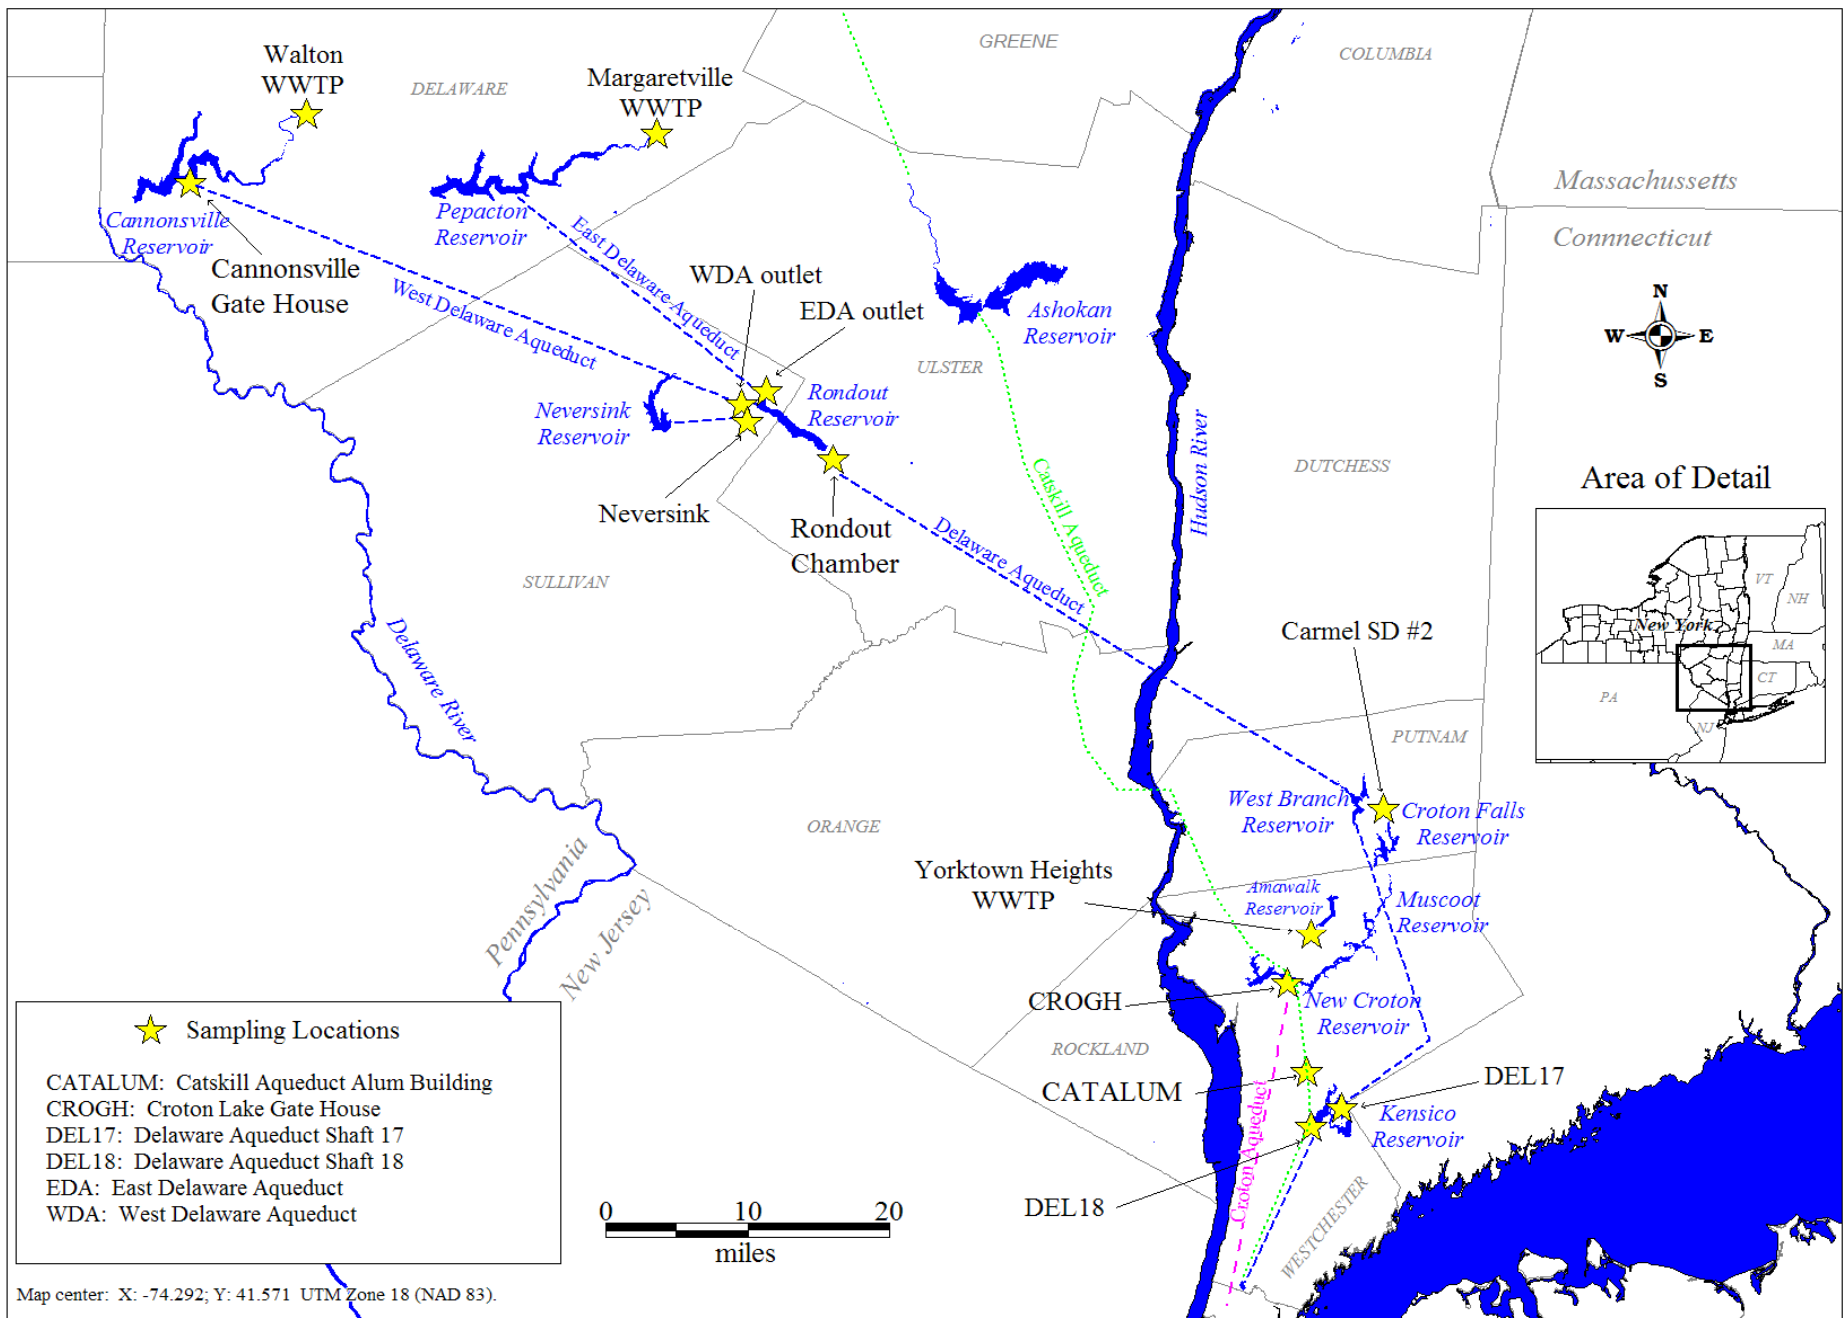 Walton
WWTP
DELAWARE
Margaretville
WWTP
GREENE
COLUMBIA
Massachussetts
Connnecticut
Cannonsville
Reservoir
Pepacton
Reservoir
East Delaware Aqueduct
West Delaware Aqueduct
Cannonsville
Gate House
WDA outlet
EDA outlet
Ashokan
Reservoir
ULSTER
N
W
E
S
Neversink
Reservoir
Rondout
Reservoir
Neversink
Rondout
Chamber
Catskill Aqueduct
Delaware Aqueduct
Hudson River
DUTCHESS
SULLIVAN
Delaware River
Area of Detail
VT
NH
New York
MA
CT
PA
NJ
Carmel SD #2
PUTNAM
West Branch
Reservoir
Croton Falls
Reservoir
ORANGE
Yorktown Heights
WWTP
Amawalk
Reservoir
Muscoot
Reservoir
Pennsylvania
New Jersey
CROGH
New Croton
Reservoir
ROCKLAND
CATALUM
DEL17
Kensico
Reservoir
Croton Aqueduct
DEL18
WESTCHESTER
Sampling Locations
CATALUM: Catskill Aqueduct Alum Building
CROGH: Croton Lake Gate House
DEL17: Delaware Aqueduct Shaft 17
DEL18: Delaware Aqueduct Shaft 18
EDA: East Delaware Aqueduct
WDA: West Delaware Aqueduct
0 10 20
miles
Map center: X: -74.292; Y: 41.571 UTM Zone 18 (NAD 83).